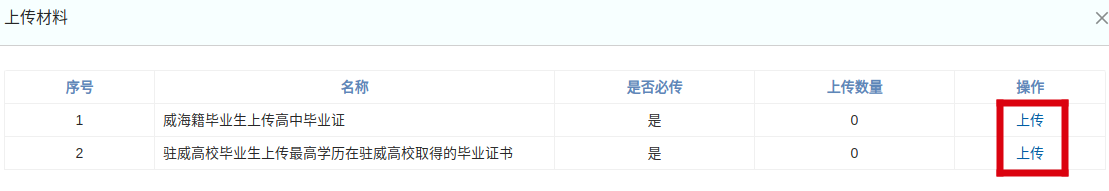 上传材料
序号 名称 是否必传 上传数量 操作
1 威海籍毕业生上传高中毕业证 是 0 上传
2 驻威高校毕业生上传最高学历在驻威高校取得的毕业证书 是 0 上传